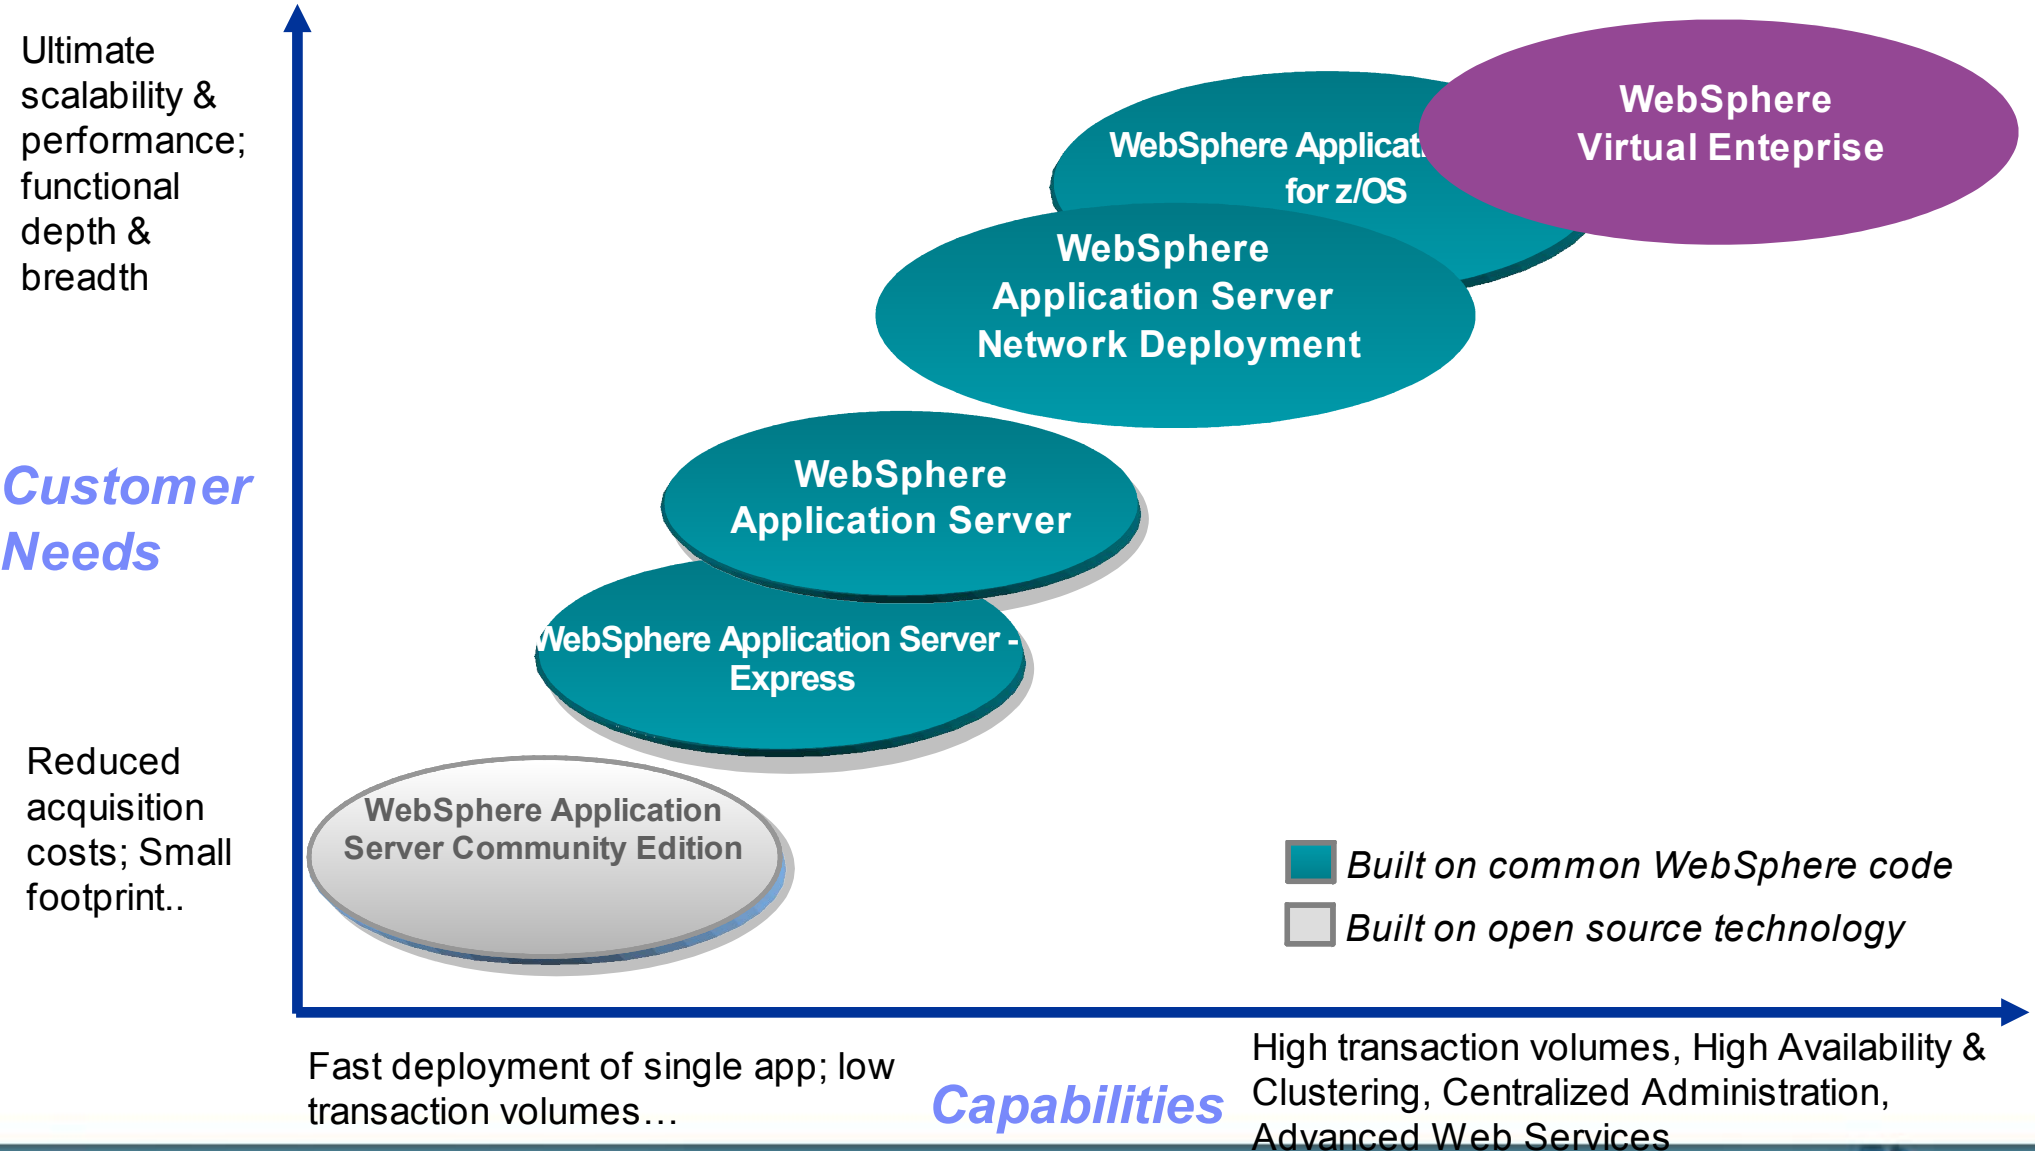 Ultimate
scalability &
performance;
functional
depth &
breadth
Customer
Needs
Reduced
acquisition
costs; Small
footprint..
WebSphere
Virtual Enteprise
WebSphere Applicat
for z/OS
WebSphere
Application Server
Network Deployment
WebSphere
Application Server
WebSphere Application Server -
Express
WebSphere Application
Server Community Edition
Built on common WebSphere code
Built on open source technology
Fast deployment of single app; low
transaction volumes…
Capabilities
High transaction volumes, High Availability &
Clustering, Centralized Administration,
Advanced Web Services